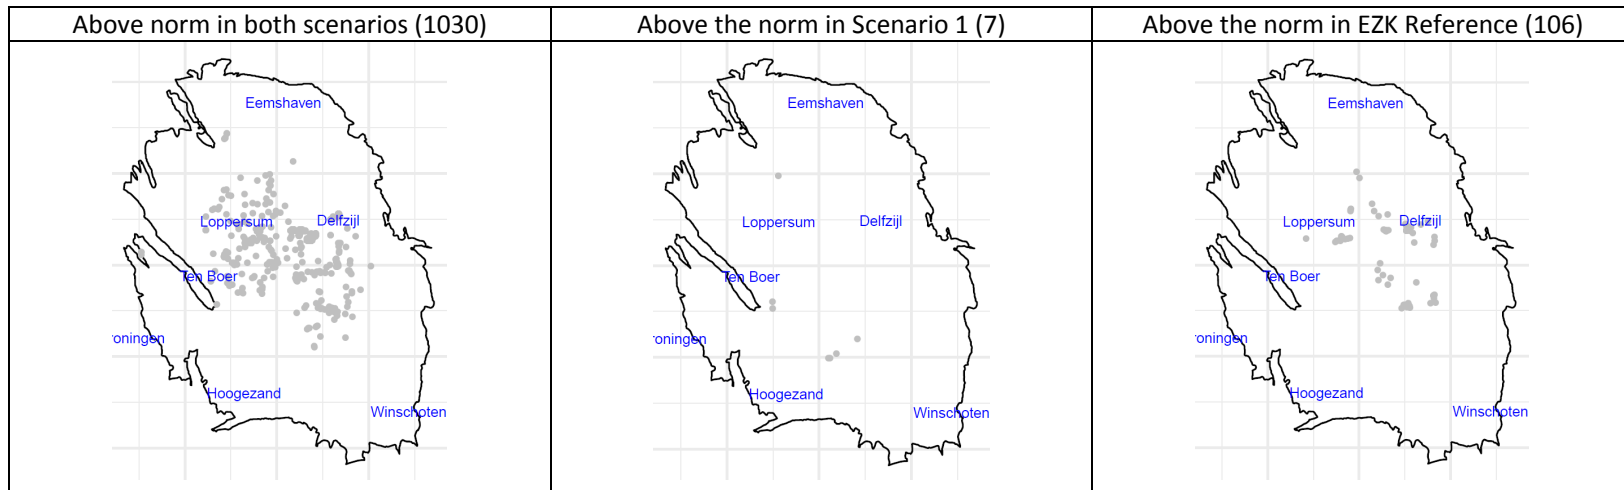 Above norm in both scenarios (1030)
Above the norm in Scenario 1 (7)
Above the norm in EZK Reference (106)
Eemshaven
Loppersum
Delfzijl
Ten Boer
roningen
Hoogezand
Winschoten
Eemshaven
Loppersum
Delfzijl
Ten Boer
roningen
Hoogezand
Winschoten
Eemshaven
Loppersum
Delfzijl
Ten Boer
roningen
Hoogezand
Winschoten